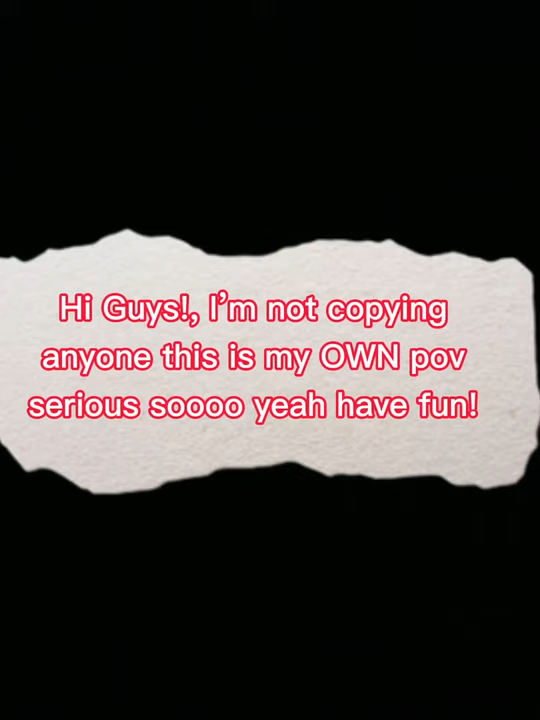 Hi Guys!, I'm not copying
anyone this is my OWN pov
serious soooo yeah have fun!